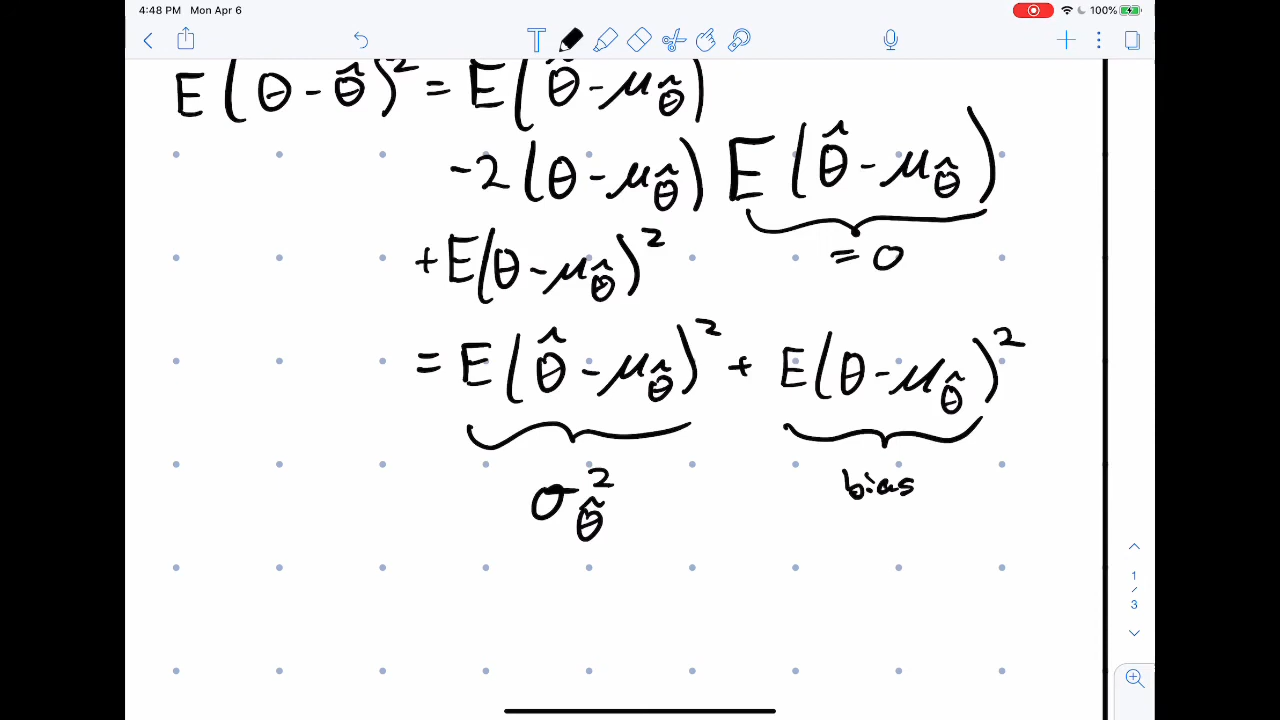 4:48 PM Mon Apr 6 100%
E(θ - θ̂)² = E(θ̂ - μ_θ̂)
-2(θ - μ_θ̂) E(θ̂ - μ_θ̂)
= 0
+ E(θ - μ_θ̂)²
= E(θ̂ - μ_θ̂)² + E(θ - μ_θ̂)²
σ²_θ̂ bias
1
/
3